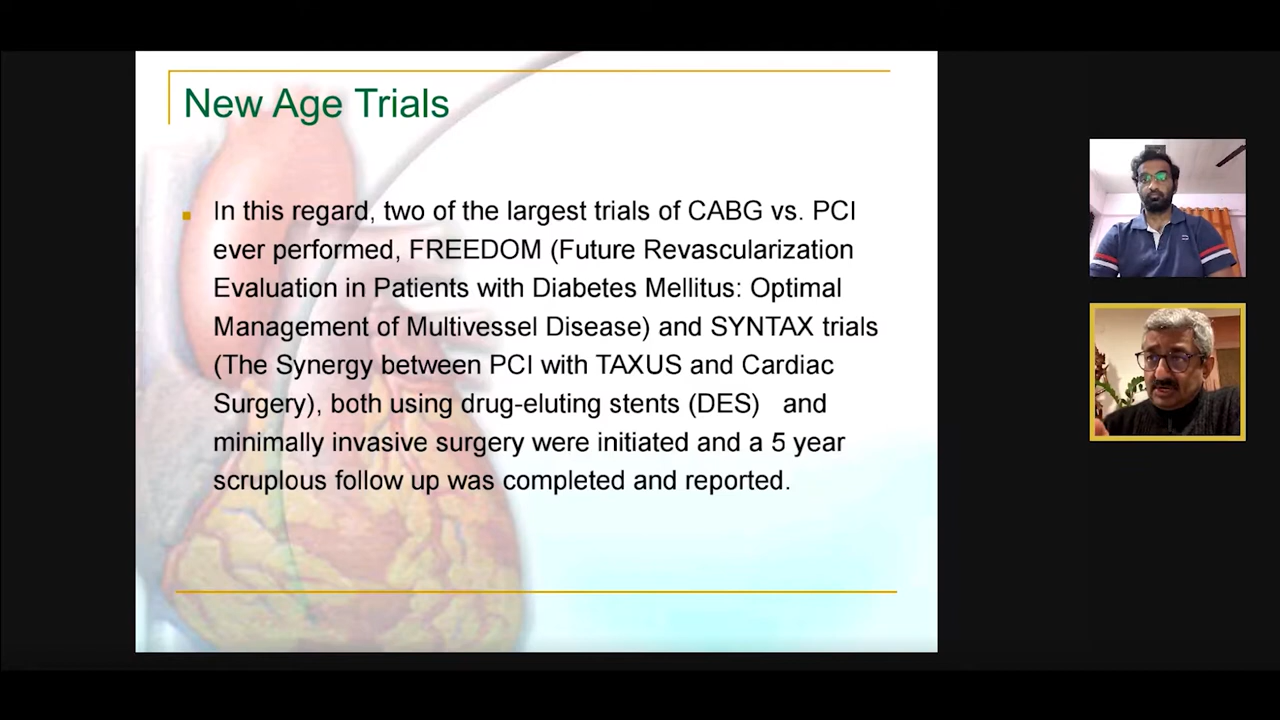 New Age Trials
In this regard, two of the largest trials of CABG vs. PCI
ever performed, FREEDOM (Future Revascularization
Evaluation in Patients with Diabetes Mellitus: Optimal
Management of Multivessel Disease) and SYNTAX trials
(The Synergy between PCI with TAXUS and Cardiac
Surgery), both using drug-eluting stents (DES) and
minimally invasive surgery were initiated and a 5 year
scruplous follow up was completed and reported.